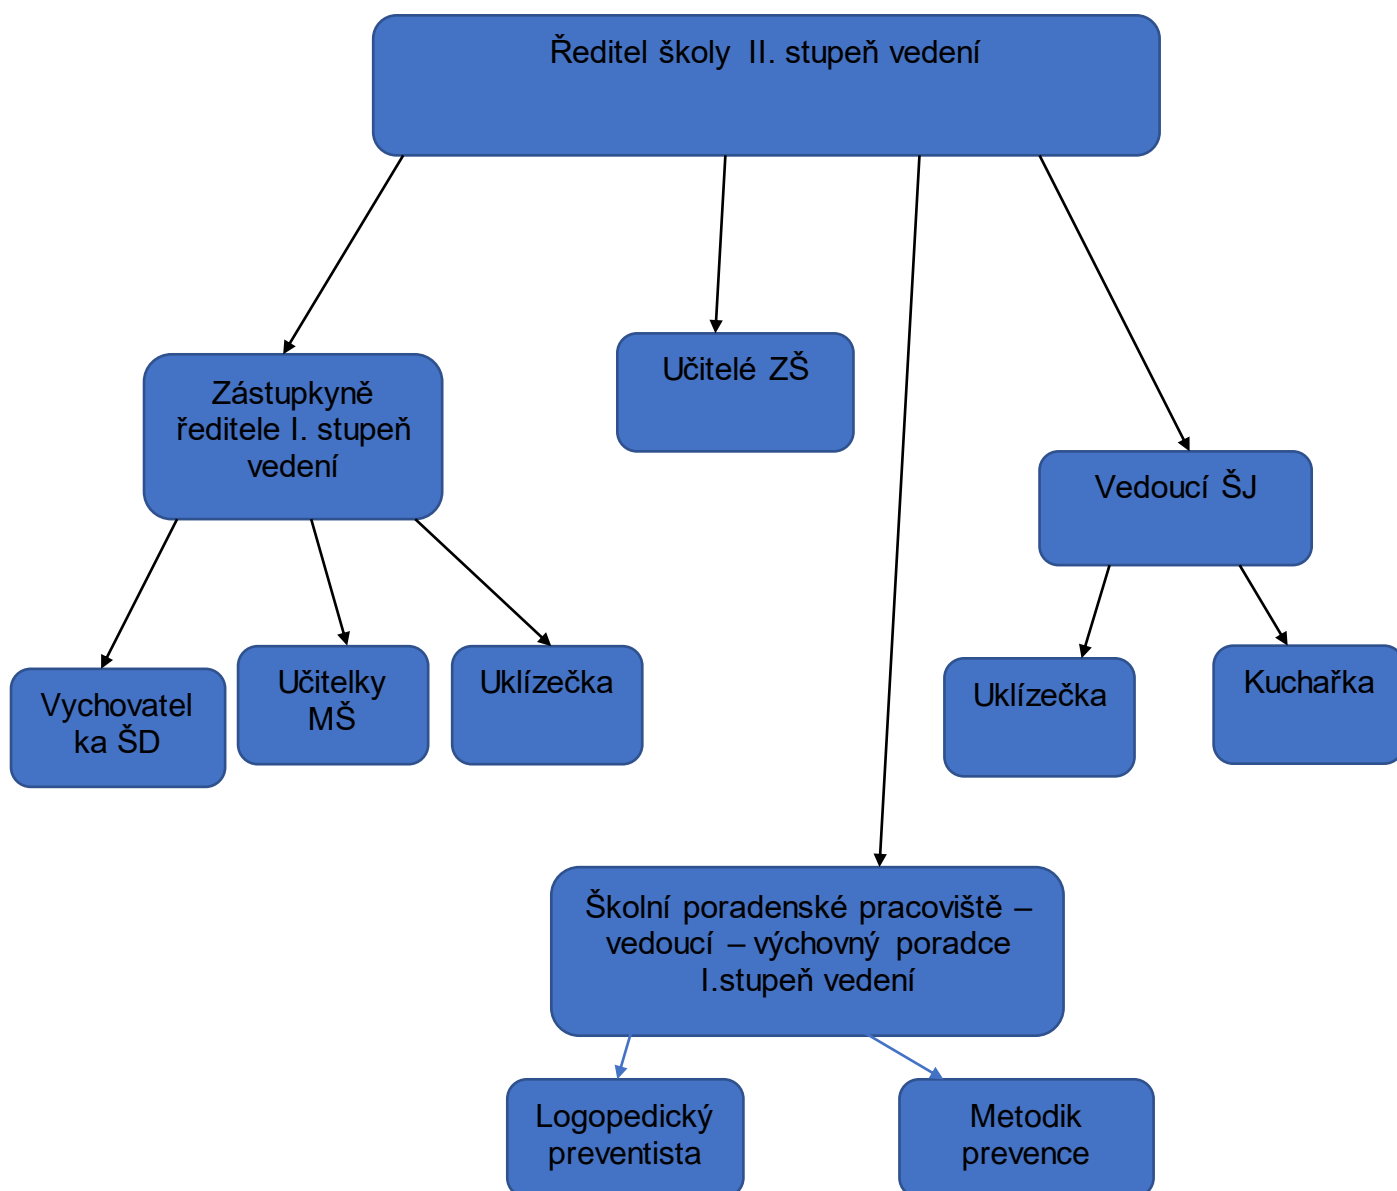 Ředitel školy II. stupeň vedení
Učitelé ZŠ
Zástupkyně
ředitele I. stupeň
vedení
Vedoucí ŠJ
Vychovatel
ka ŠD
Učitelky
MŠ
Uklízečka
Uklízečka
Kuchařka
Školní poradenské pracoviště –
vedoucí – výchovný poradce
I.stupeň vedení
Logopedický
preventista
Metodik
prevence